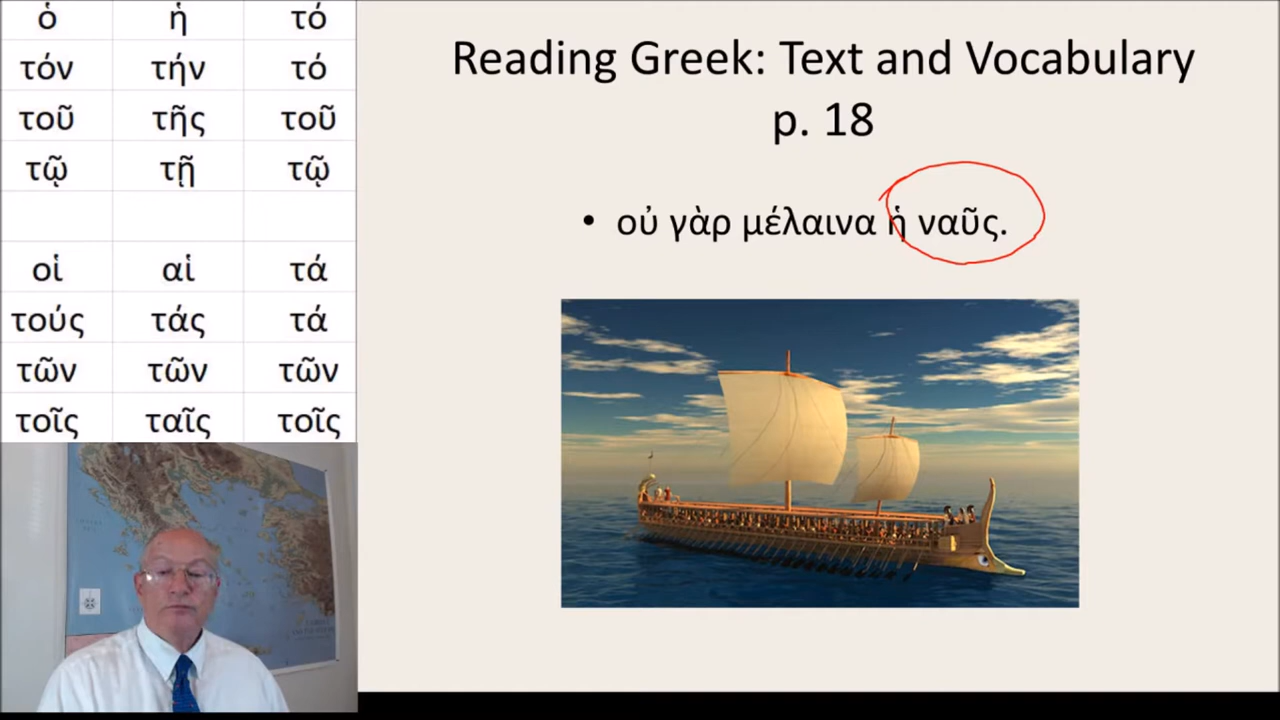 ὁ ἡ τό
τόν τήν τό
τοῦ τῆς τοῦ
τῷ τῇ τῷ
οἱ αἱ τά
τούς τάς τά
τῶν τῶν τῶν
τοῖς ταῖς τοῖς
Reading Greek: Text and Vocabulary
p. 18
• οὐ γὰρ μέλαινα ἡ ναῦς.